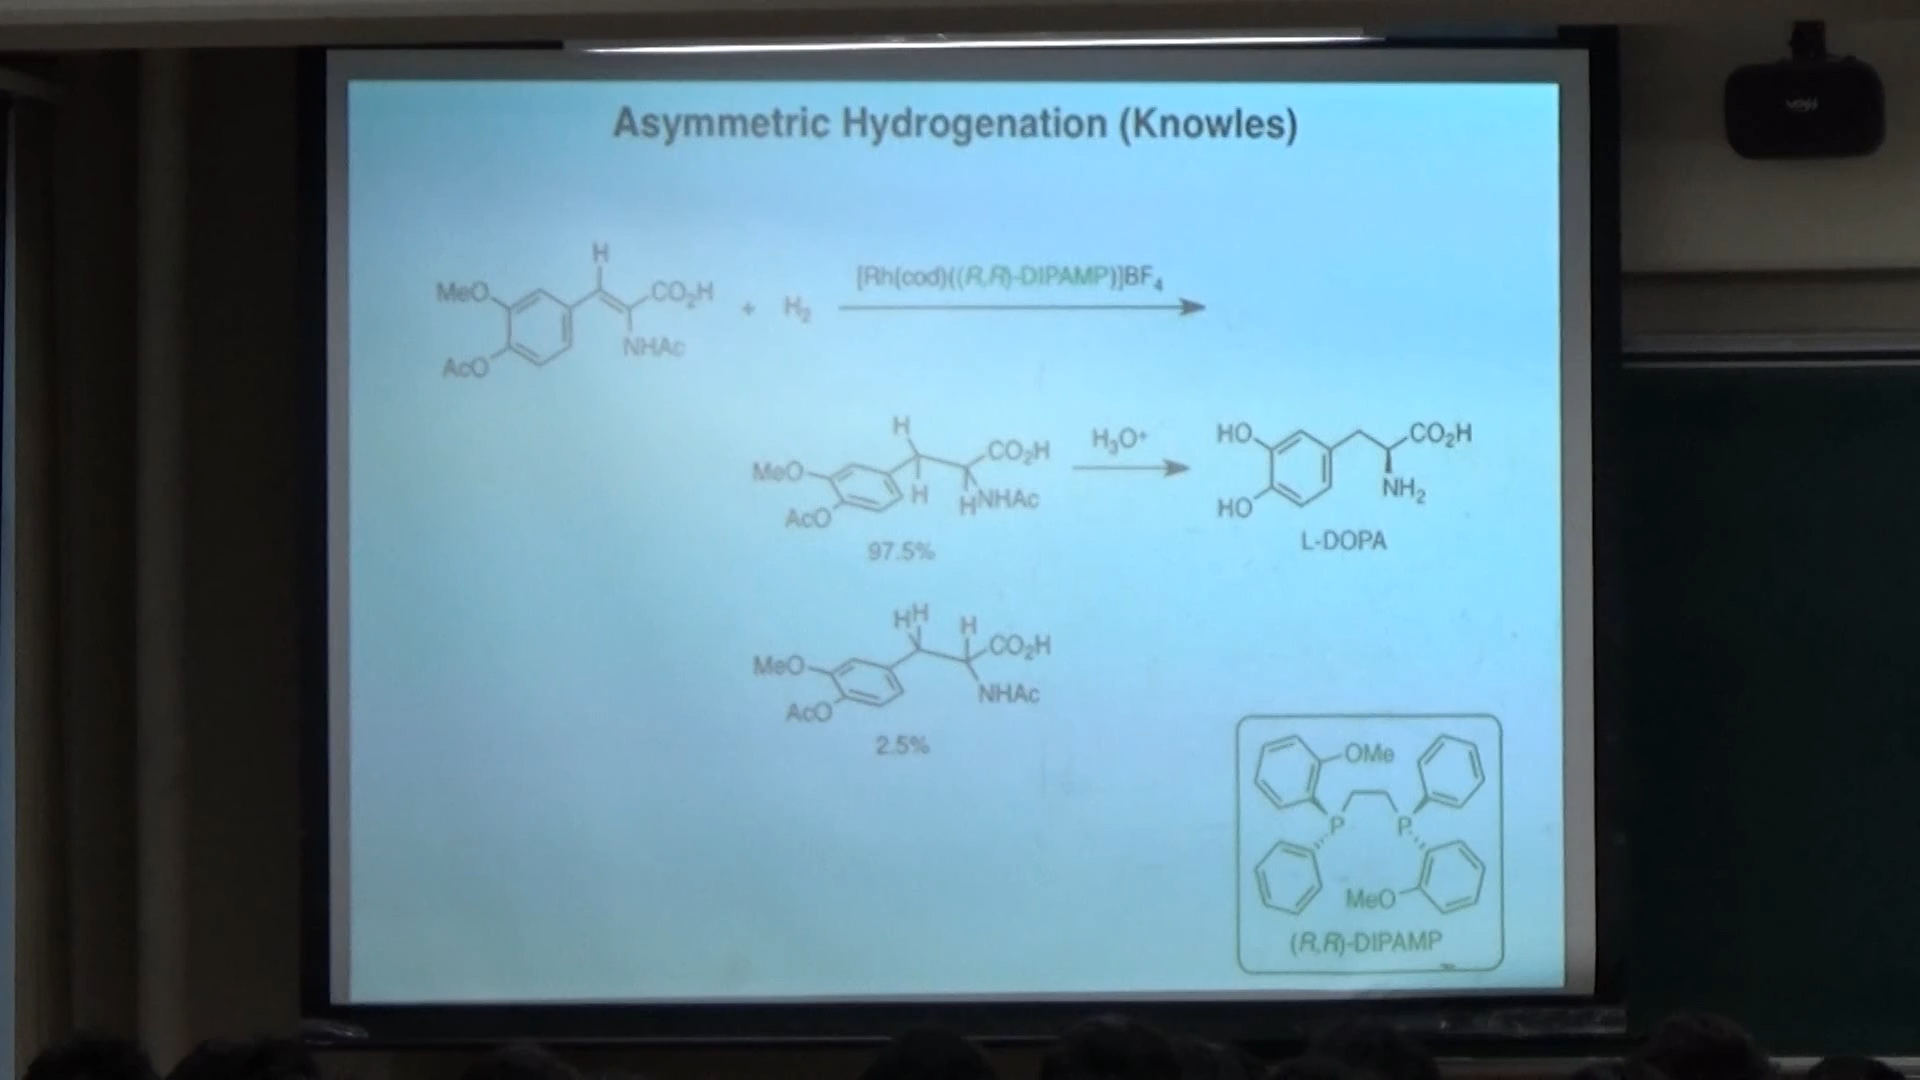 Asymmetric Hydrogenation (Knowles)
H
MeO
CO₂H
+ H₂
[Rh(cod)((R,R)-DIPAMP)]BF₄
NHAc
AcO
H
MeO
CO₂H
H
HNHAc
AcO
97.5%
H₃O⁺
HO
CO₂H
NH₂
HO
L-DOPA
HH
H
MeO
CO₂H
NHAc
AcO
2.5%
OMe
P
P
MeO
(R,R)-DIPAMP